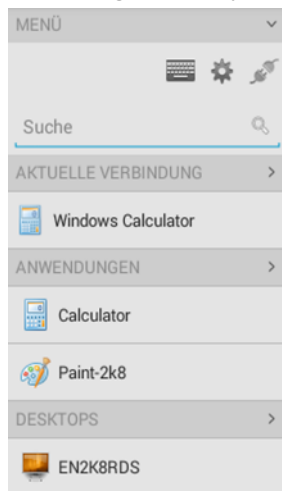 MENÜ
Suche
AKTUELLE VERBINDUNG
Windows Calculator
ANWENDUNGEN
Calculator
Paint-2k8
DESKTOPS
EN2K8RDS